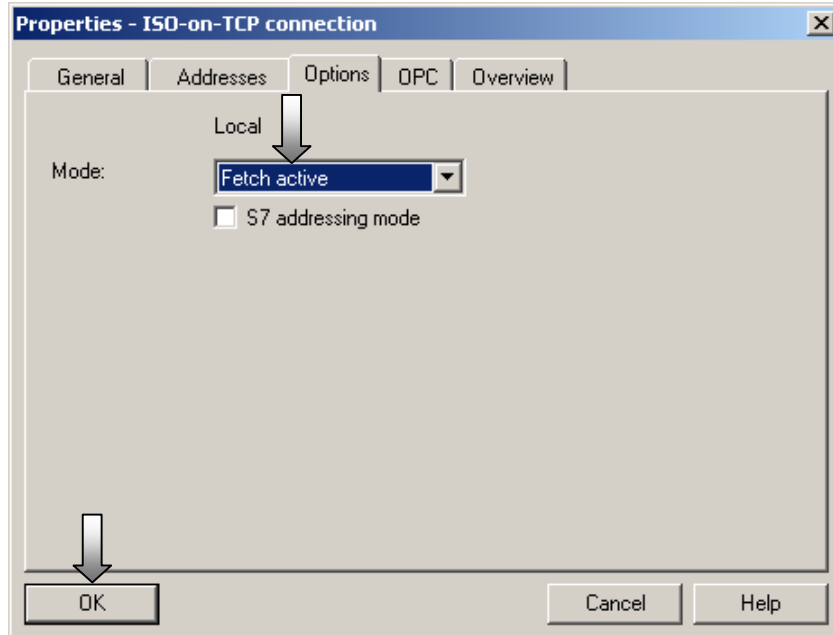 Properties - ISO-on-TCP connection
General Addresses Options OPC Overview
Local
Mode: Fetch active
S7 addressing mode
OK Cancel Help